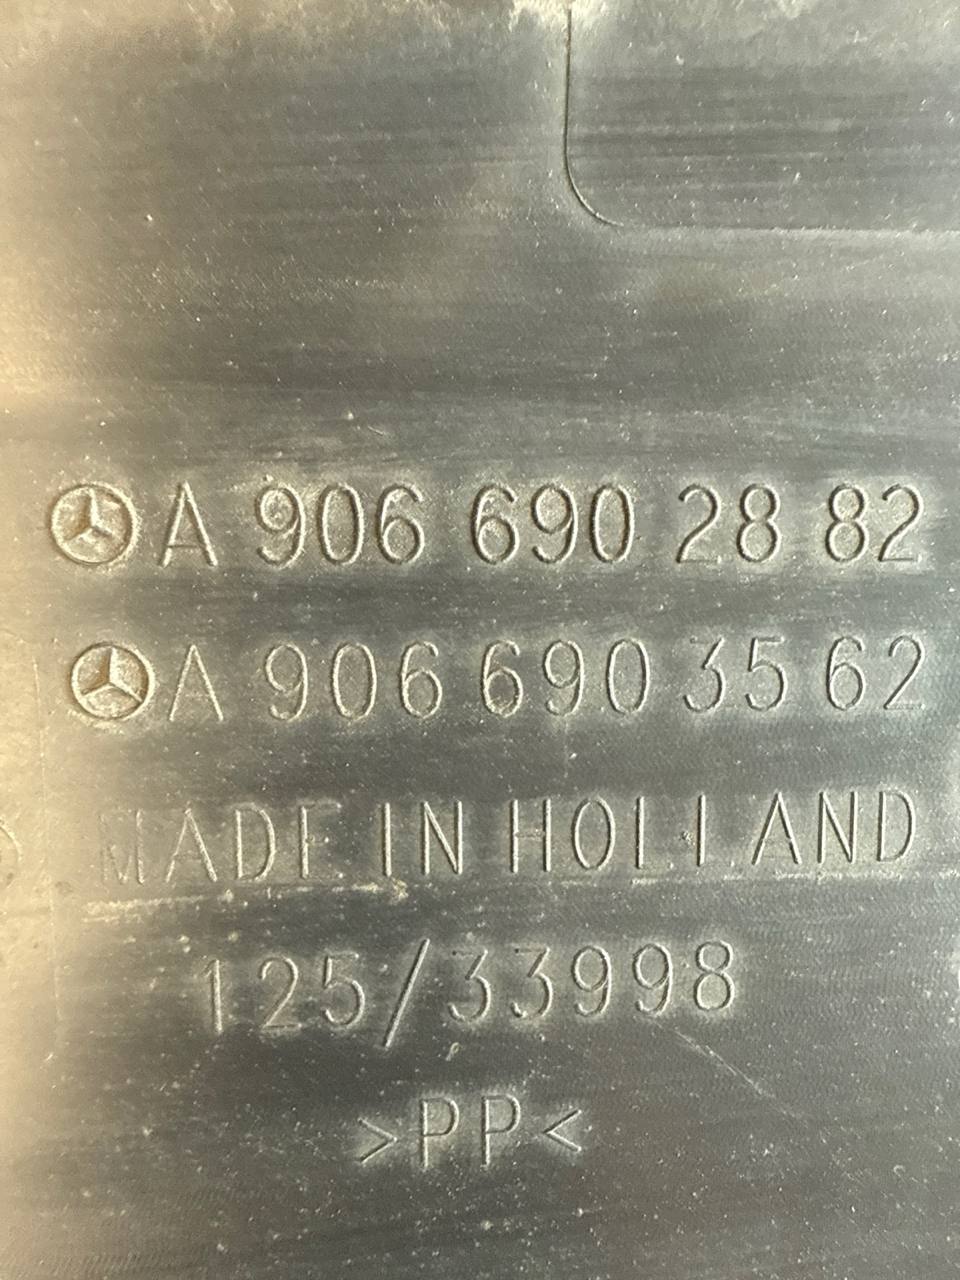 A 906 690 28 82
A 906 690 35 62
MADE IN HOLLAND
125/33998
>PP<